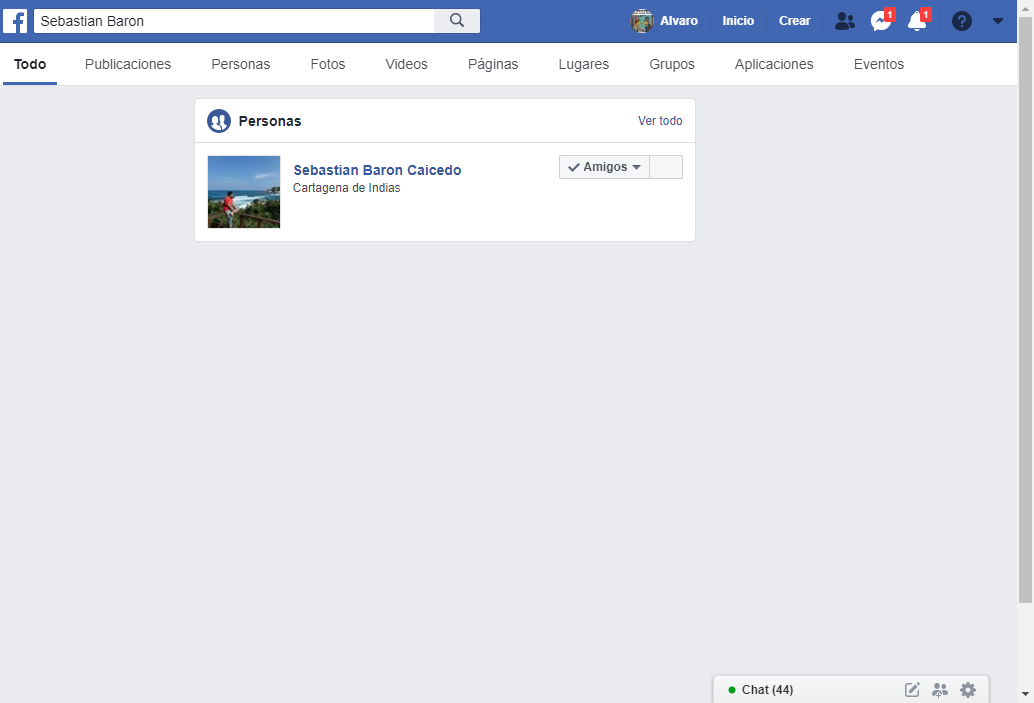 Sebastian Baron
Alvaro Inicio Crear 1 1
Todo Publicaciones Personas Fotos Videos Páginas Lugares Grupos Aplicaciones Eventos
Personas Ver todo
Sebastian Baron Caicedo Amigos
Cartagena de Indias
Chat (44)